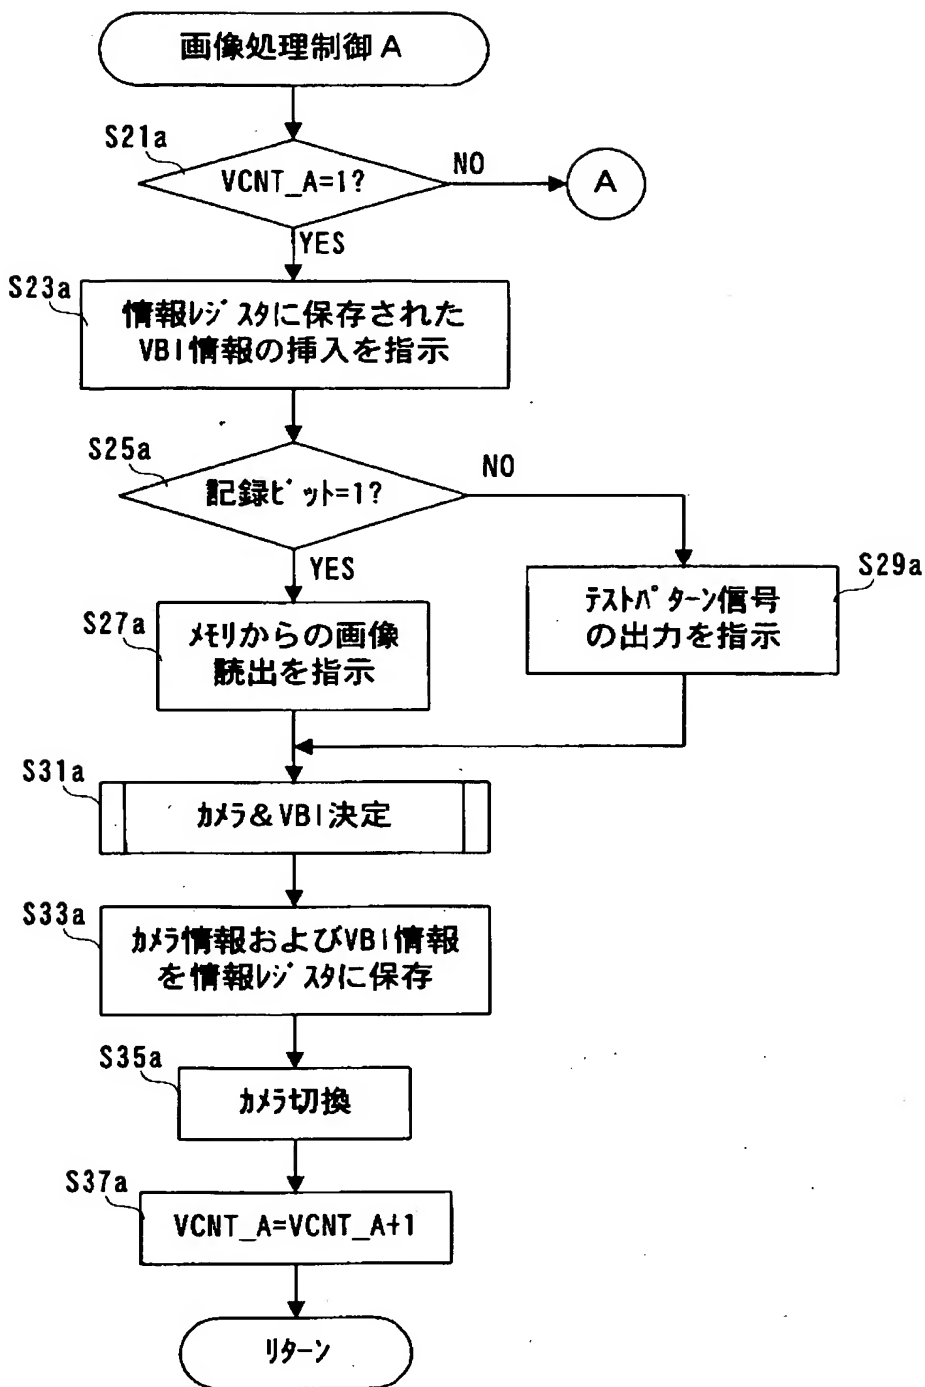 画像処理制御A
S21a
VCNT_A=1?
NO
A
YES
S23a
情報レジスタに保存された
VBI情報の挿入を指示
S25a
記録ビット=1?
NO
YES
S27a
メモリからの画像
読出を指示
S29a
テストパターン信号
の出力を指示
S31a
カメラ&VBI決定
S33a
カメラ情報およびVBI情報
を情報レジスタに保存
S35a
カメラ切換
S37a
VCNT_A=VCNT_A+1
リターン